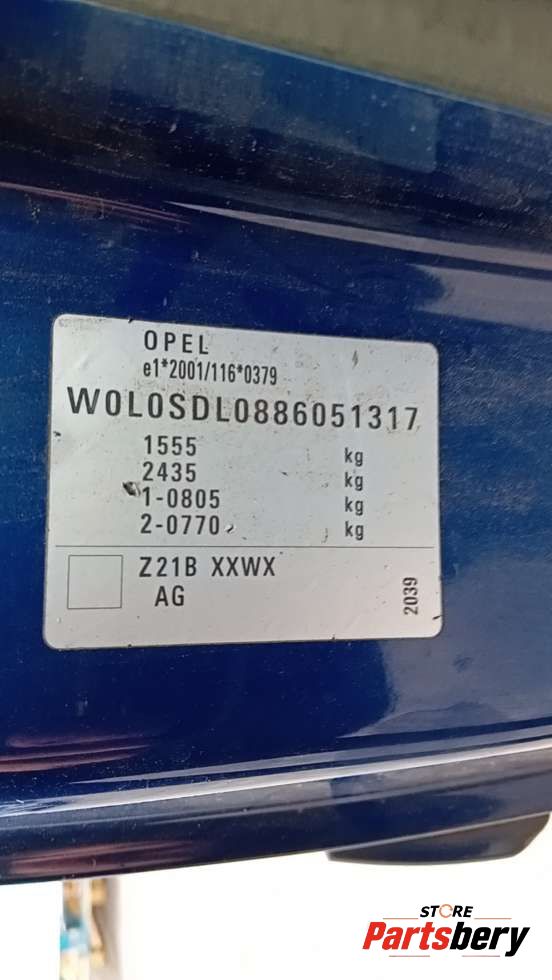 OPEL
e1*2001/116*0379
W0L0SDL0886051317
1555 kg
2435 kg
1-0805 kg
2-0770 kg
Z21B XXWX
AG
2039
STORE
Partsbery